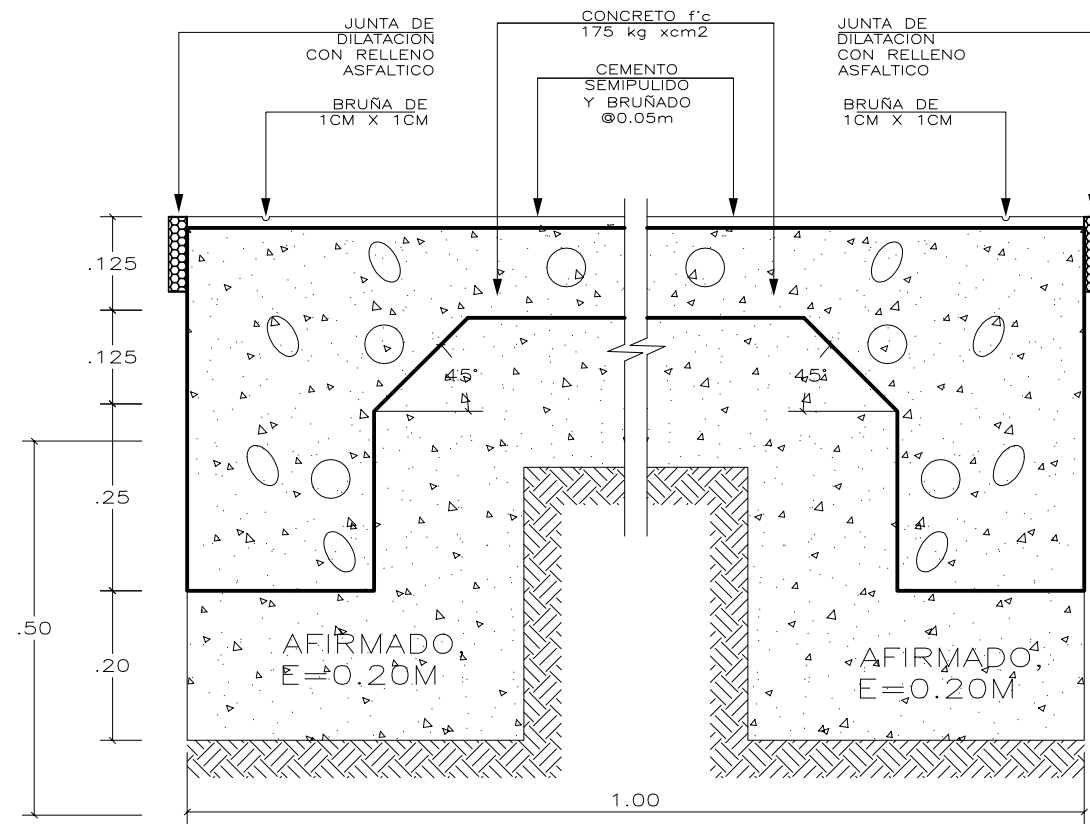 JUNTA DE
DILATACION
CON RELLENO
ASFALTICO
BRUÑA DE
1CM X 1CM
CONCRETO f'c
175 kg xcm2
CEMENTO
SEMIPULIDO
Y BRUÑADO
@0.05m
JUNTA DE
DILATACION
CON RELLENO
ASFALTICO
BRUÑA DE
1CM X 1CM
.125
.125
45°
45°
.25
.50
.20
AFIRMADO,
E=0.20M
AFIRMADO,
E=0.20M
1.00